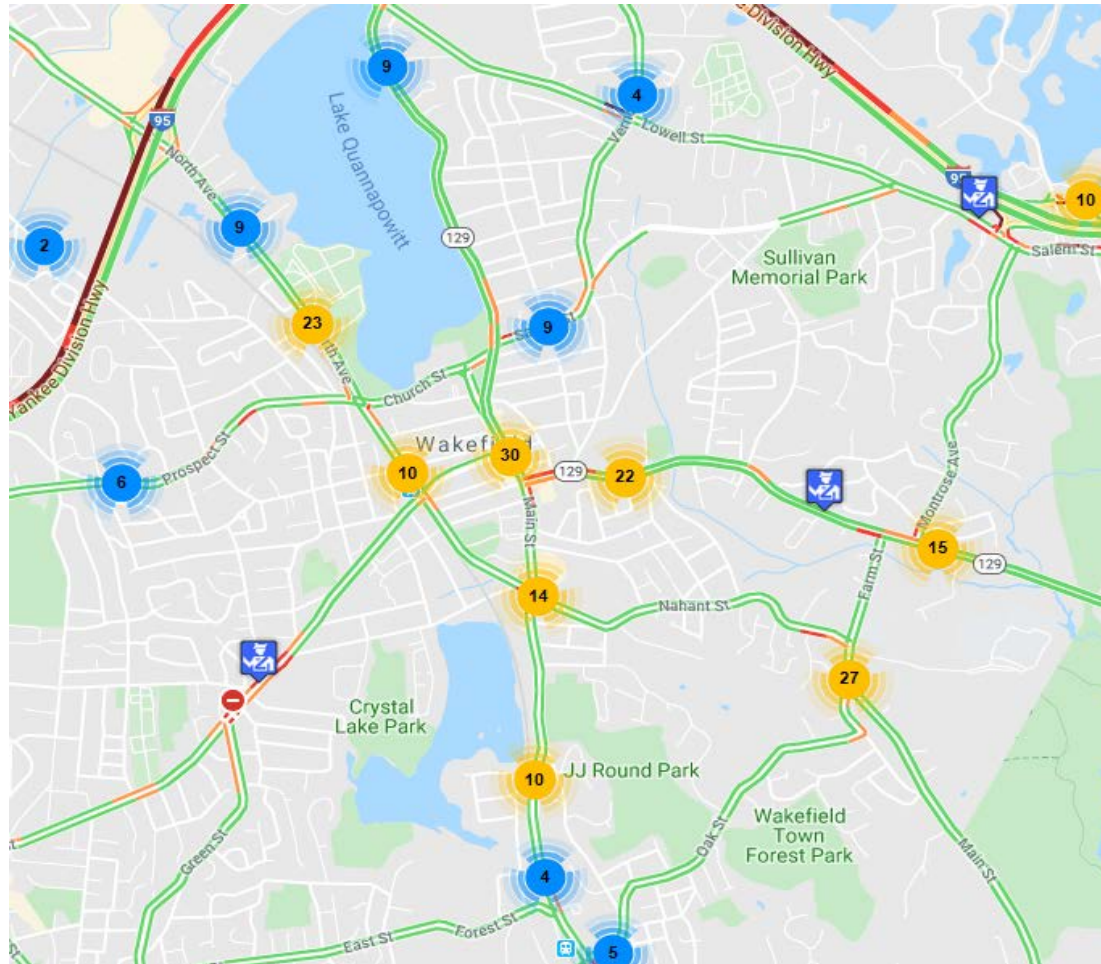 e Division Hwy
9
4
Lake Quannapowitt
95
Lowell St
North Ave
95
10
9
2
129
Salem St
Sullivan
Memorial Park
23
9
Yankee Division Hwy
Church St
Wakefield
30
10
129
22
Prospect St
6
Main St
Montrose Ave
15
129
Farm St
14
Nahant St
27
Crystal
Lake Park
10
JJ Round Park
Wakefield
Town
Forest Park
Green St
Oak St
Main St
4
Forest St
East St
5